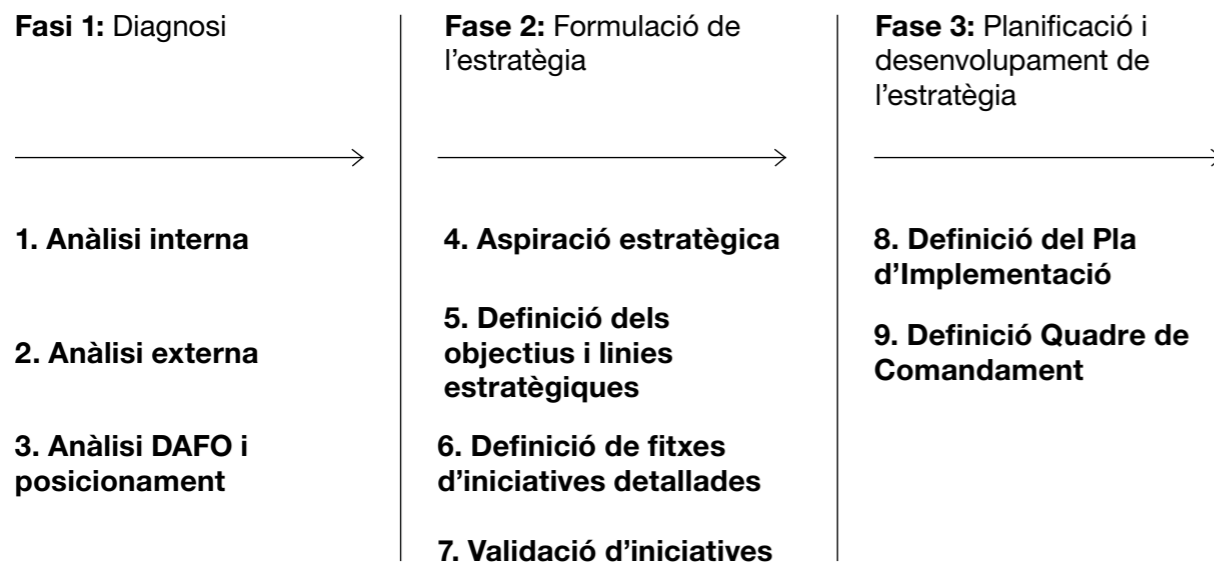 Fasi 1: Diagnosi
1. Anàlisi interna
2. Anàlisi externa
3. Anàlisi DAFO i
posicionament
Fase 2: Formulació de
l’estratègia
4. Aspiració estratègica
5. Definició dels
objectius i linies
estratègiques
6. Definició de fitxes
d’iniciatives detallades
7. Validació d’iniciatives
Fase 3: Planificació i
desenvolupament de
l’estratègia
8. Definició del Pla
d’Implementació
9. Definició Quadre de
Comandament